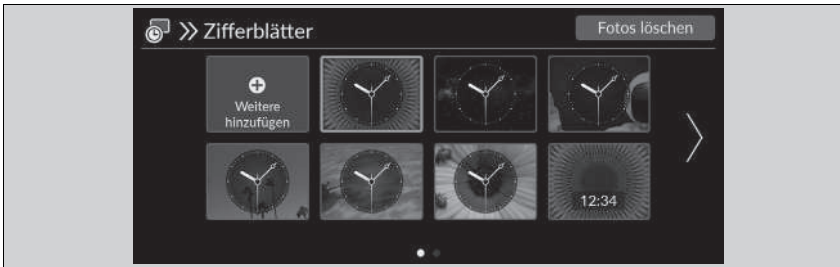 Zifferblätter
Fotos löschen
Weitere
hinzufügen
12:34